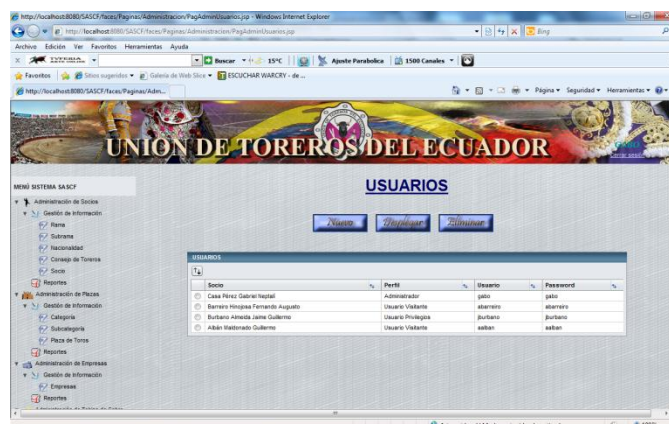 http://localhost:8080/SASCF/faces/Paginas/Administracion/PagAdminUsuarios.jsp - Windows Internet Explorer
http://localhost:8080/SASCF/faces/Paginas/Administracion/PagAdminUsuarios.jsp
Bing
Archivo Edición Ver Favoritos Herramientas Ayuda
Buscar 15°C Ajuste Parabolica 1500 Canales
Favoritos Sitios sugeridos Galería de Web Slice ESCUCHAR WARCRY - de ...
http://localhost:8080/SASCF/faces/Paginas/Adm... Página Seguridad Herramientas
UNION DE TOREROS DEL ECUADOR
Cerrar sesión
MENÚ SISTEMA SASCF
USUARIOS
Administración de Socios
Gestión de Información
Rama
Subrama
Nacionalidad
Consejo de Toreros
Socio
Reportes
Administración de Plazas
Gestión de Información
Categoría
Subcategoría
Plaza de Toros
Reportes
Administración de Empresas
Gestión de Información
Empresas
Reportes
Nuevo Desplegar Eliminar
USUARIOS
Socio Perfil Usuario Password
Casa Pérez Gabriel Neptalí Administrador gabo gabo
Barreiro Hinojosa Fernando Augusto Usuario Visitante abarreiro abarreiro
Burbano Almeida Jaime Guillermo Usuario Privilegios jburbano jburbano
Albán Maldonado Guillermo Usuario Visitante aalban aalban